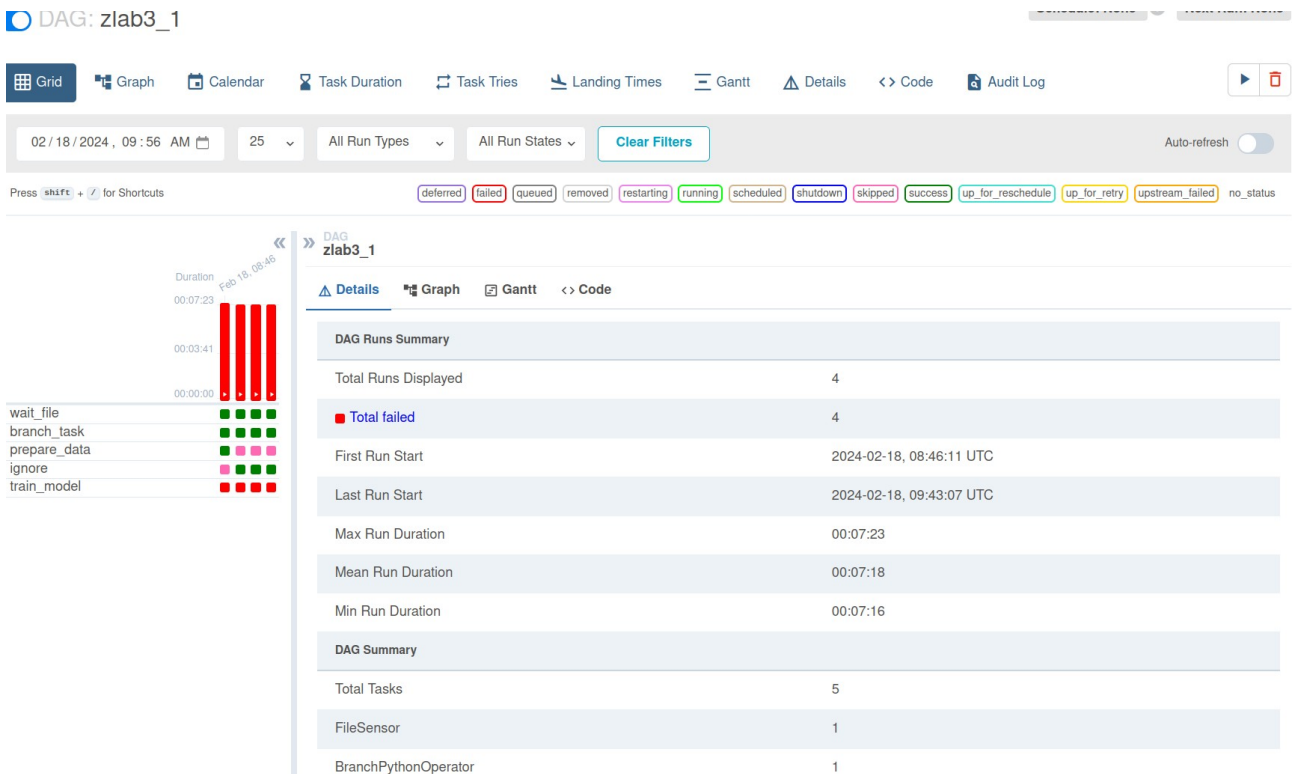 DAG: zlab3_1
Grid Graph Calendar Task Duration Task Tries Landing Times Gantt Details <> Code Audit Log
02/18/2024, 09:56 AM 25 All Run Types All Run States Clear Filters Auto-refresh
Press shift + / for Shortcuts deferred failed queued removed restarting running scheduled shutdown skipped success up_for_reschedule up_for_retry upstream_failed no_status
DAG
zlab3_1
Duration Feb 18, 08:46
00:07:23
00:03:41
00:00:00
wait_file
branch_task
prepare_data
ignore
train_model
Details Graph Gantt <> Code
DAG Runs Summary
Total Runs Displayed 4
Total failed 4
First Run Start 2024-02-18, 08:46:11 UTC
Last Run Start 2024-02-18, 09:43:07 UTC
Max Run Duration 00:07:23
Mean Run Duration 00:07:18
Min Run Duration 00:07:16
DAG Summary
Total Tasks 5
FileSensor 1
BranchPythonOperator 1